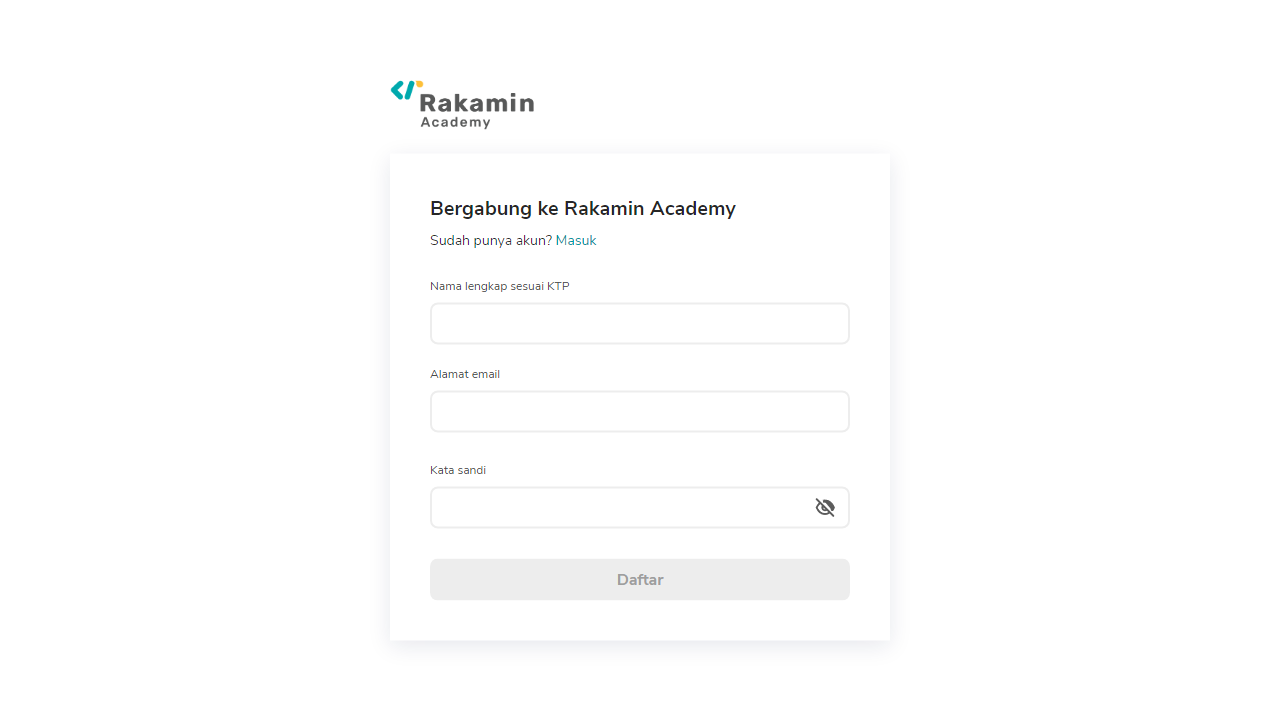 Rakamin
Academy
Bergabung ke Rakamin Academy
Sudah punya akun? Masuk
Nama lengkap sesuai KTP
Alamat email
Kata sandi
Daftar